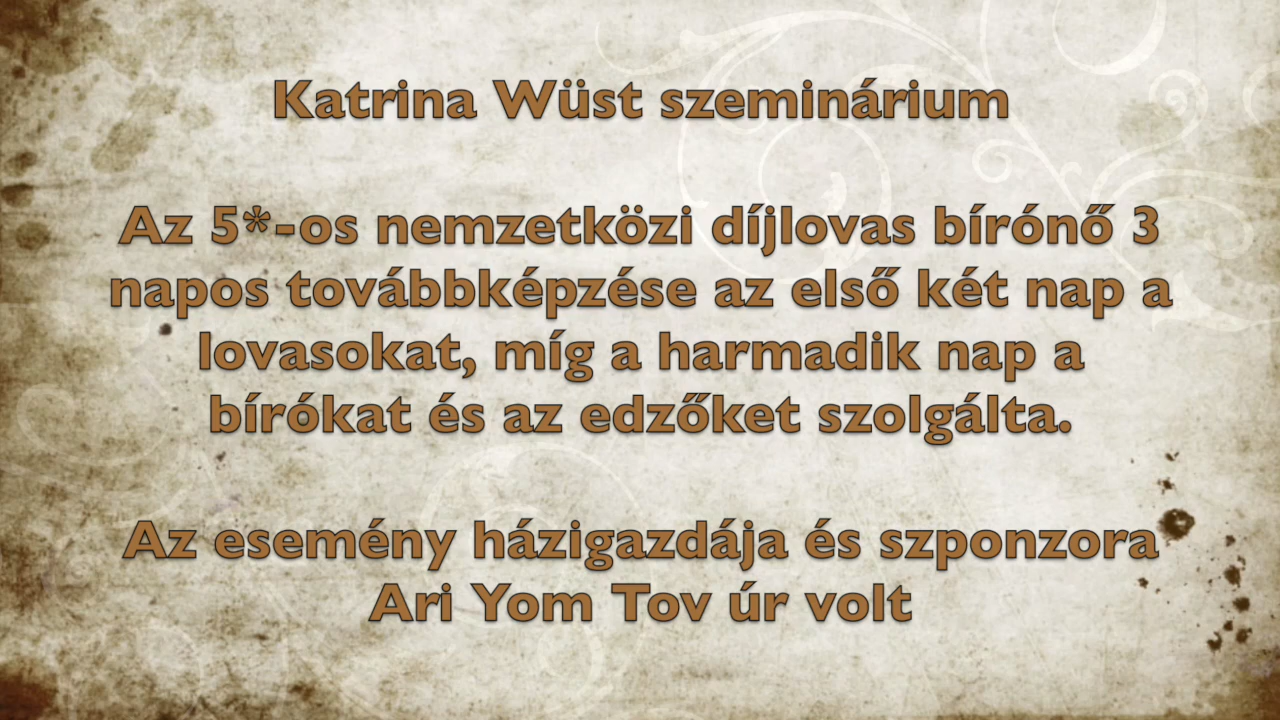 Katrina Wüst szeminárium
Az 5*-os nemzetközi díjlovas bírónő 3
napos továbbképzése az első két nap a
lovasokat, míg a harmadik nap a
bírókat és az edzőket szolgálta.
Az esemény házigazdája és szponzora
Ari Yom Tov úr volt